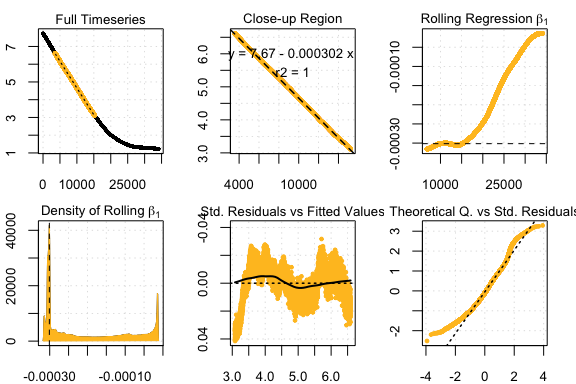 Full Timeseries
Close-up Region
Rolling Regression β1
1 3 5 7
0 10000 25000
3.0 4.0 5.0 6.0
y = 7.67 - 0.000302 x
r2 = 1
4000 10000
-0.00030 -0.00010
10000 25000
Density of Rolling β1
Std. Residuals vs Fitted Values
Theoretical Q. vs Std. Residuals
0 20000 40000
-0.00030 -0.00010
0.04 0.00 -0.04
3.0 4.0 5.0 6.0
-2 0 1 2 3
-4 -2 0 2 4